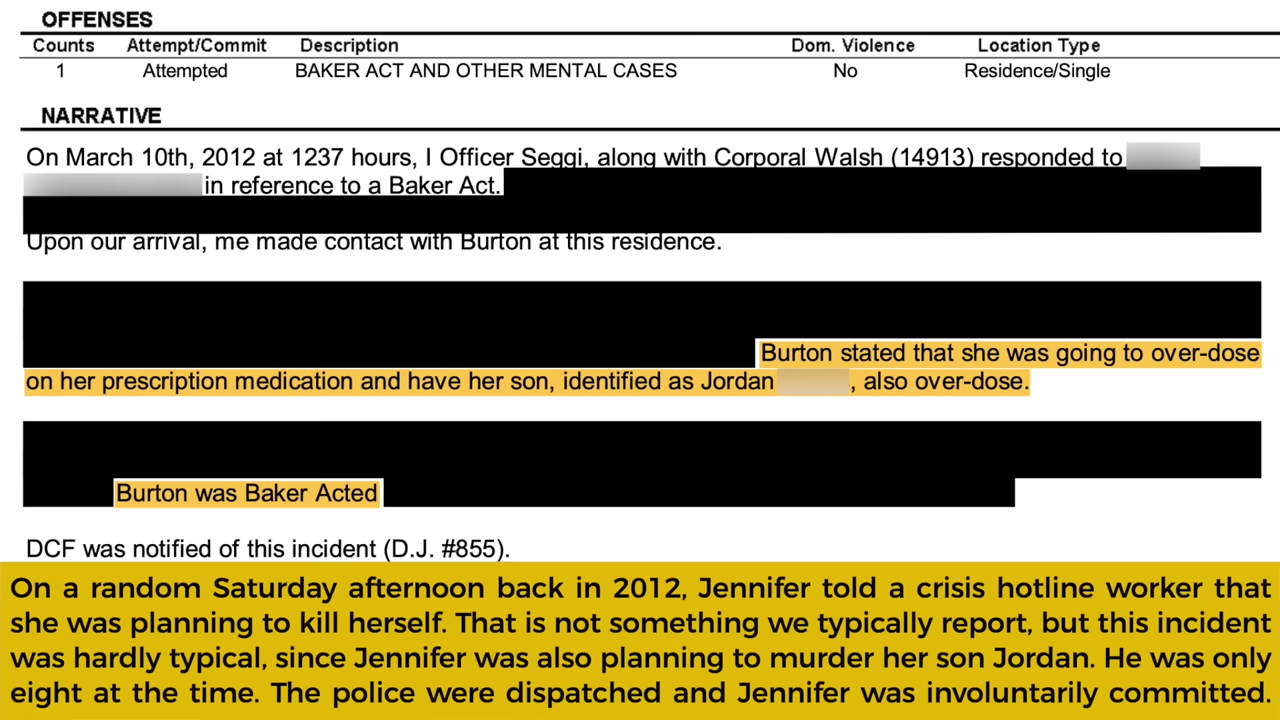 OFFENSES
Counts Attempt/Commit Description Dom. Violence Location Type
1 Attempted BAKER ACT AND OTHER MENTAL CASES No Residence/Single
NARRATIVE
On March 10th, 2012 at 1237 hours, I Officer Seggi, along with Corporal Walsh (14913) responded to
in reference to a Baker Act.
Upon our arrival, me made contact with Burton at this residence.
Burton stated that she was going to over-dose
on her prescription medication and have her son, identified as Jordan , also over-dose.
Burton was Baker Acted
DCF was notified of this incident (D.J. #855).
On a random Saturday afternoon back in 2012, Jennifer told a crisis hotline worker that
she was planning to kill herself. That is not something we typically report, but this incident
was hardly typical, since Jennifer was also planning to murder her son Jordan. He was only
eight at the time. The police were dispatched and Jennifer was involuntarily committed.